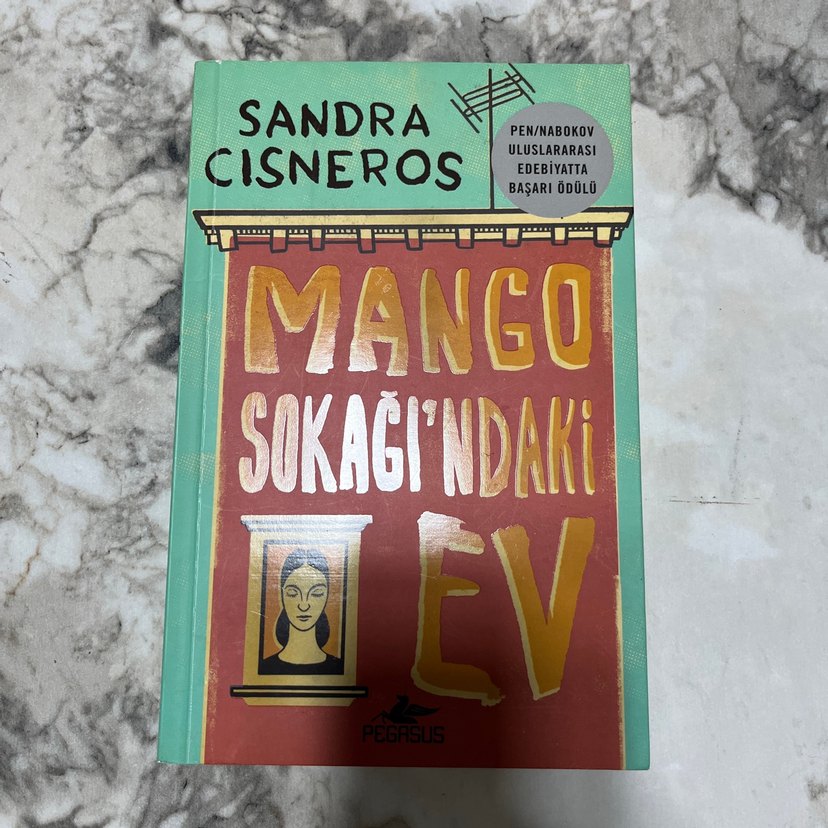 SANDRA
CISNEROS
PEN/NABOKOV
ULUSLARARASI
EDEBİYATTA
BAŞARI ÖDÜLÜ
MANGO
SOKAĞI'NDAKİ
EV
PEGASUS